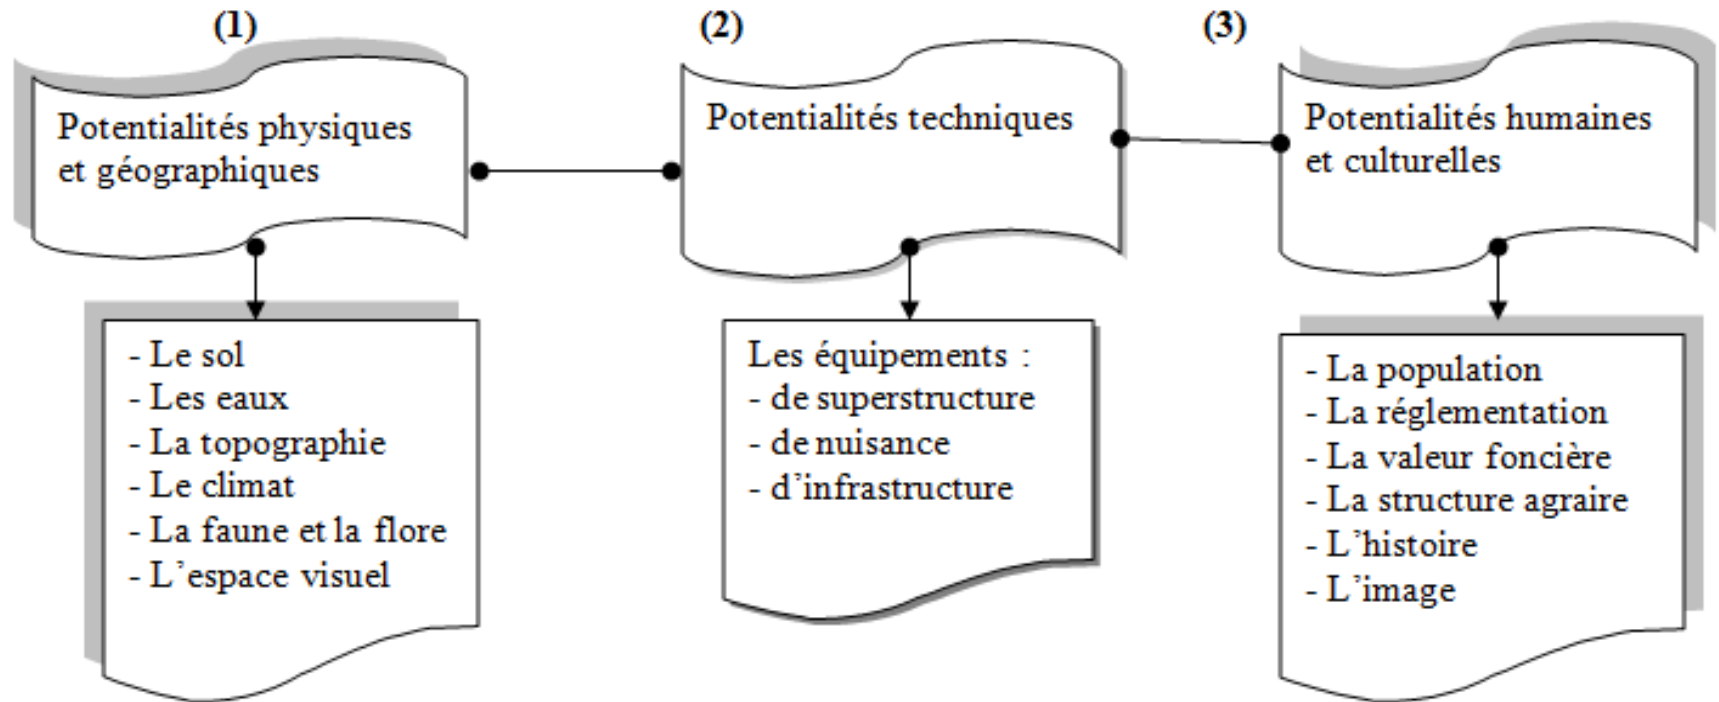 (1)
Potentialités physiques
et géographiques
- Le sol
- Les eaux
- La topographie
- Le climat
- La faune et la flore
- L'espace visuel
(2)
Potentialités techniques
Les équipements :
- de superstructure
- de nuisance
- d'infrastructure
(3)
Potentialités humaines
et culturelles
- La population
- La réglementation
- La valeur foncière
- La structure agraire
- L'histoire
- L'image